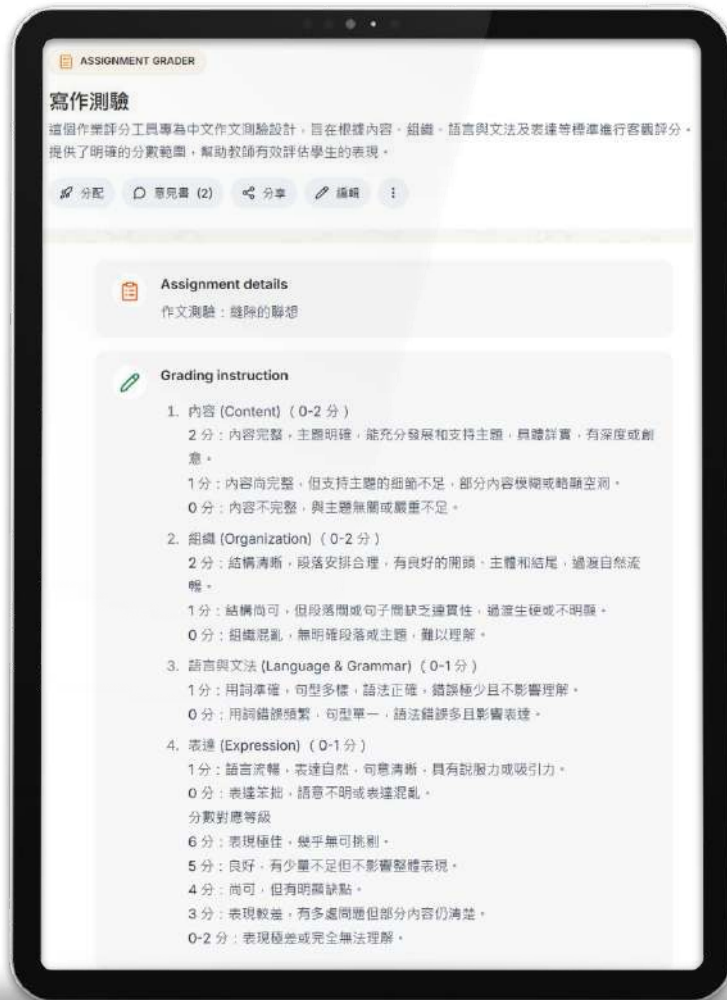 ASSIGNMENT GRADER
寫作測驗
這個作業評分工具專為中文作文測驗設計，旨在根據內容、組織、語言與文法及表達等標準進行客觀評分。
提供了明確的分數範圍，幫助教師有效評估學生的表現。
分配 意見書 (2) 分享 編輯
Assignment details
作文測驗：縫隙的聯想
Grading instruction
1. 內容 (Content)（0-2 分）
2 分：內容完整，主題明確，能充分發展和支持主題，具體詳實，有深度或創
意。
1 分：內容尚完整，但支持主題的細節不足，部分內容模糊或略顯空洞。
0 分：內容不完整，與主題無關或嚴重不足。
2. 組織 (Organization)（0-2 分）
2 分：結構清晰，段落安排合理，有良好的開頭、主體和結尾，過渡自然流
暢。
1 分：結構尚可，但段落間或句子間缺乏連貫性，過渡生硬或不明顯。
0 分：組織混亂，無明確段落或主題，難以理解。
3. 語言與文法 (Language & Grammar)（0-1 分）
1 分：用詞準確，句型多樣，語法正確，錯誤極少且不影響理解。
0 分：用詞錯誤頻繁，句型單一，語法錯誤多且影響表達。
4. 表達 (Expression)（0-1 分）
1 分：語言流暢，表達自然，句意清晰，具有說服力或吸引力。
0 分：表達笨拙，語意不明或表達混亂。
分數對應等級
6 分：表現極佳，幾乎無可挑剔。
5 分：良好，有少量不足但不影響整體表現。
4 分：尚可，但有明顯缺點。
3 分：表現較差，有多處問題但部分內容仍清楚。
0-2 分：表現極差或完全無法理解。